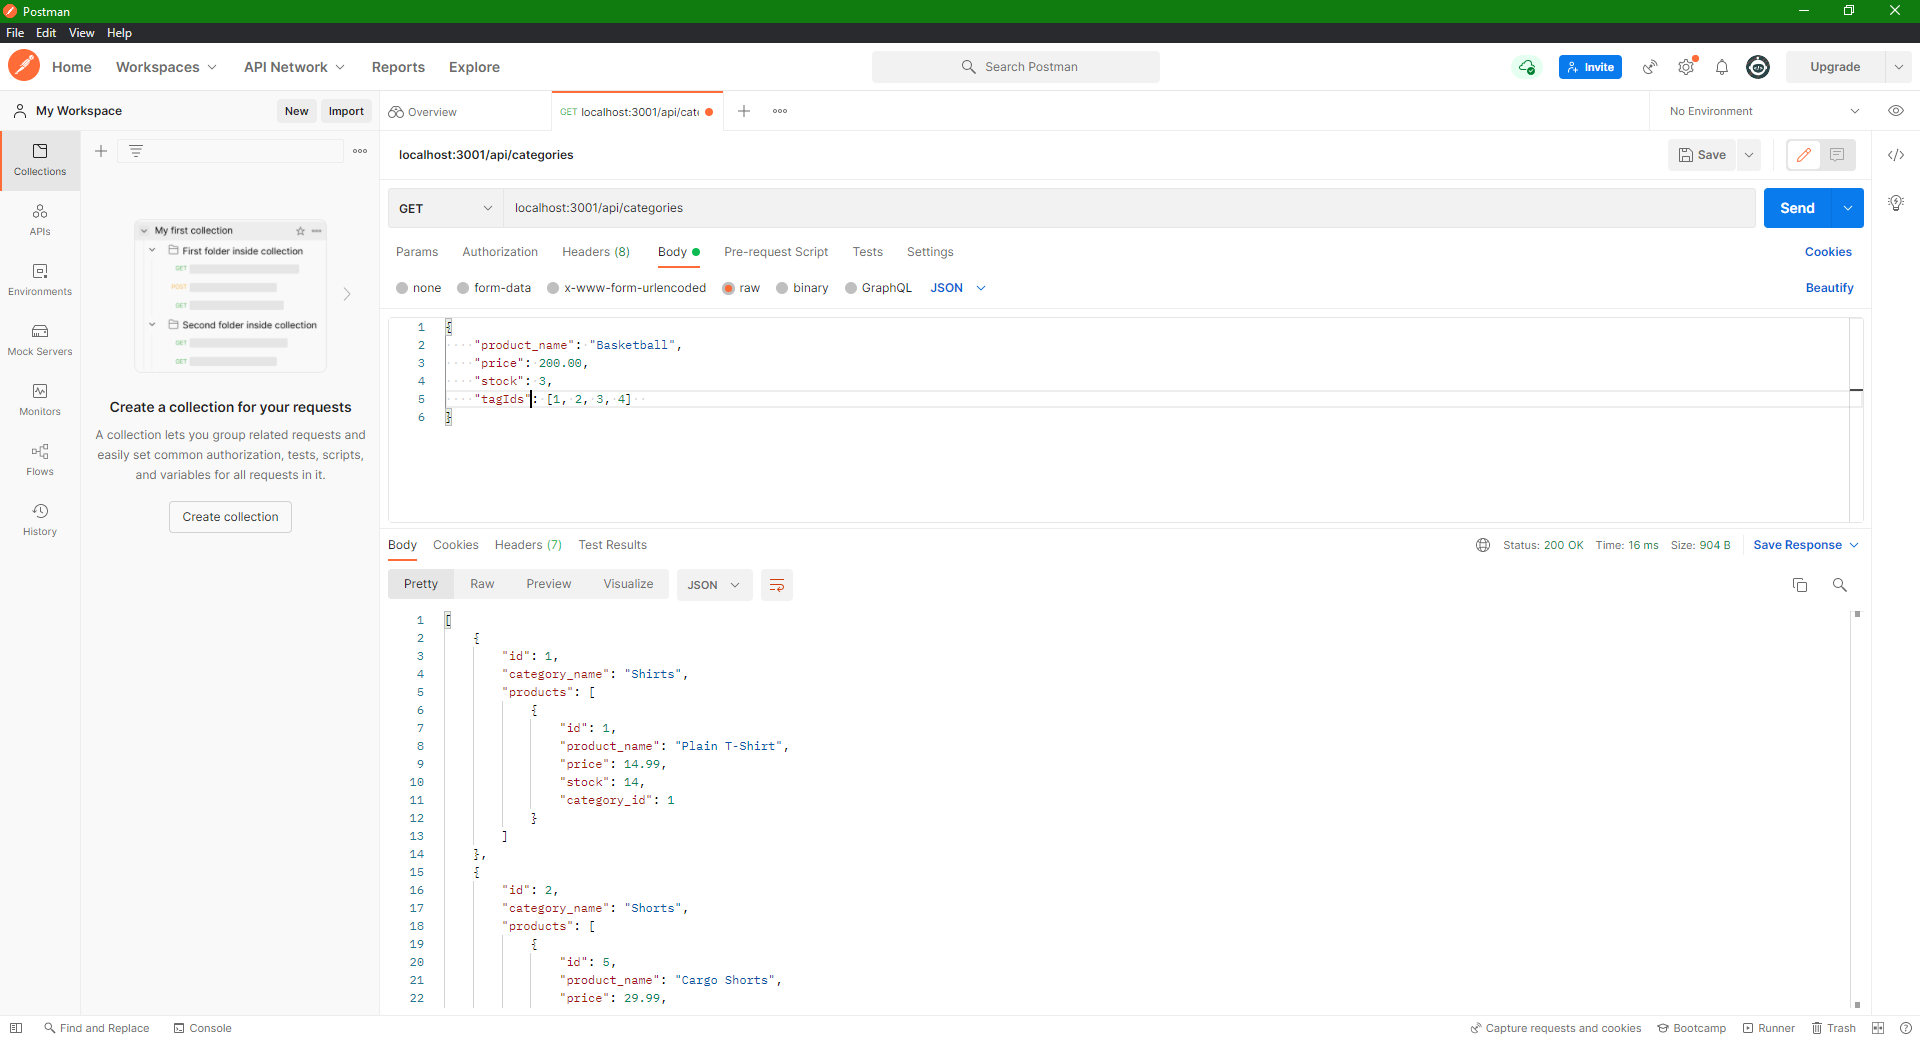 Postman
File Edit View Help
Home Workspaces API Network Reports Explore Search Postman Invite Upgrade
My Workspace New Import Overview GET localhost:3001/api/cat No Environment
Collections
APIs
Environments
Mock Servers
Monitors
Flows
History
My first collection
First folder inside collection
GET
POST
GET
Second folder inside collection
GET
GET
Create a collection for your requests
A collection lets you group related requests and
easily set common authorization, tests, scripts,
and variables for all requests in it.
Create collection
localhost:3001/api/categories Save
GET localhost:3001/api/categories Send
Params Authorization Headers (8) Body Pre-request Script Tests Settings Cookies
none form-data x-www-form-urlencoded raw binary GraphQL JSON Beautify
1 {
2 "product_name": "Basketball",
3 "price": 200.00,
4 "stock": 3,
5 "tagIds": [1, 2, 3, 4]
6 }
Body Cookies Headers (7) Test Results Status: 200 OK Time: 16 ms Size: 904 B Save Response
Pretty Raw Preview Visualize JSON
1 [
2 {
3 "id": 1,
4 "category_name": "Shirts",
5 "products": [
6 {
7 "id": 1,
8 "product_name": "Plain T-Shirt",
9 "price": 14.99,
10 "stock": 14,
11 "category_id": 1
12 }
13 ]
14 },
15 {
16 "id": 2,
17 "category_name": "Shorts",
18 "products": [
19 {
20 "id": 5,
21 "product_name": "Cargo Shorts",
22 "price": 29.99,
Find and Replace Console Capture requests and cookies Bootcamp Runner Trash